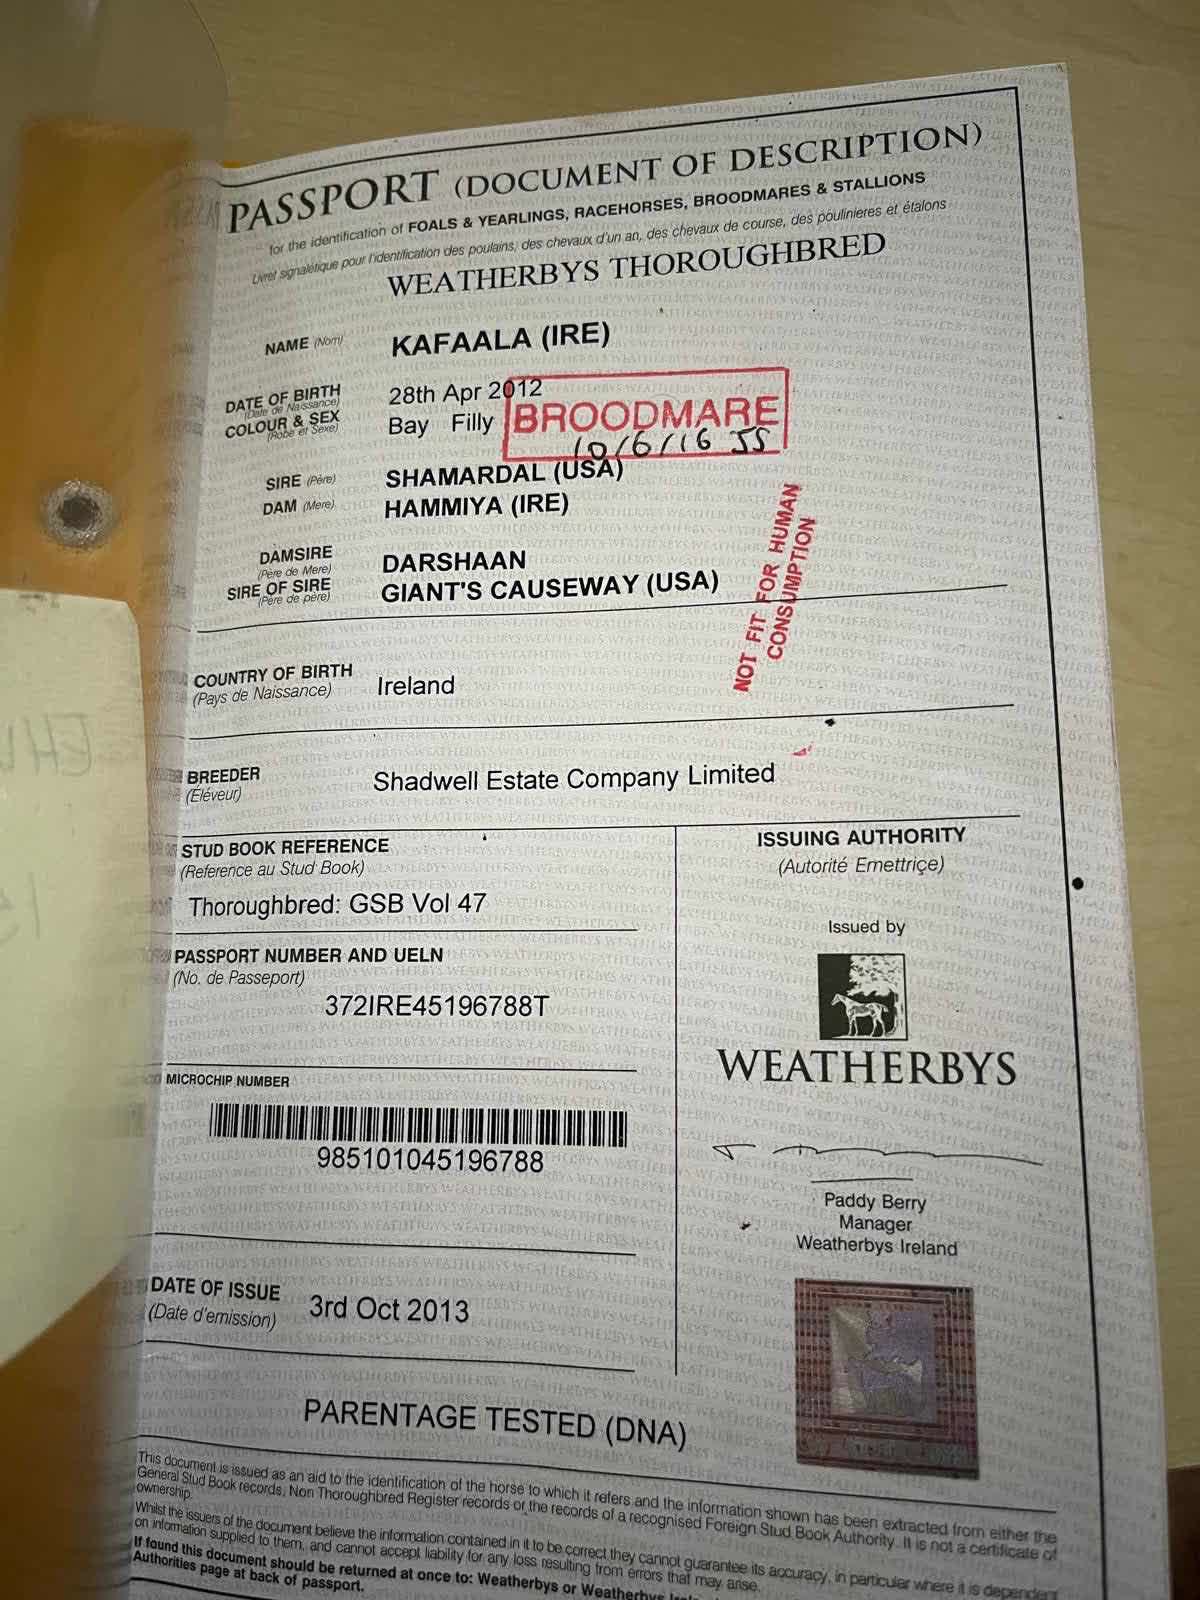 PASSPORT (DOCUMENT OF DESCRIPTION)
for the identification of FOALS & YEARLINGS, RACEHORSES, BROODMARES & STALLIONS
Livret signalétique pour l'identification des poulains, des chevaux d'un an, des chevaux de course, des poulinieres et étalons
WEATHERBYS THOROUGHBRED
NAME (Nom) KAFAALA (IRE)
DATE OF BIRTH 28th Apr 2012
(Date de Naissance)
COLOUR & SEX Bay Filly
(Robe et Sexe)
BROODMARE
10/6/16 JS
SIRE (Père) SHAMARDAL (USA)
DAM (Mere) HAMMIYA (IRE)
DAMSIRE DARSHAAN
(Père de Mere)
SIRE OF SIRE GIANT'S CAUSEWAY (USA)
(Père de père)
NOT FIT FOR HUMAN
CONSUMPTION
COUNTRY OF BIRTH Ireland
(Pays de Naissance)
BREEDER Shadwell Estate Company Limited
(Éléveur)
STUD BOOK REFERENCE
(Reference au Stud Book)
Thoroughbred: GSB Vol 47
PASSPORT NUMBER AND UELN
(No. de Passeport)
372IRE45196788T
MICROCHIP NUMBER
985101045196788
DATE OF ISSUE 3rd Oct 2013
(Date d'emission)
ISSUING AUTHORITY
(Autorité Emettriçe)
Issued by
WEATHERBYS
Paddy Berry
Manager
Weatherbys Ireland
PARENTAGE TESTED (DNA)
This document is issued as an aid to the identification of the horse to which it refers and the information shown has been extracted from either the
General Stud Book records, Non Thoroughbred Register records or the records of a recognised Foreign Stud Book Authority. It is not a certificate of
ownership.
Whilst the issuers of the document believe the information contained in it to be correct they cannot guarantee its accuracy, in particular where it is dependent
on information supplied to them, and cannot accept liability for any loss resulting from errors that may arise.
If found this document should be returned at once to: Weatherbys or Weatherbys
Authorities page at back of passport.